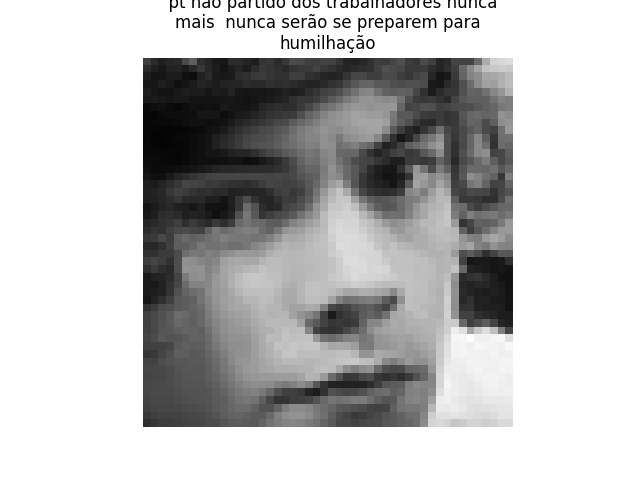 pt não partido dos trabalhadores nunca
mais  nunca serão se preparem para
humilhação